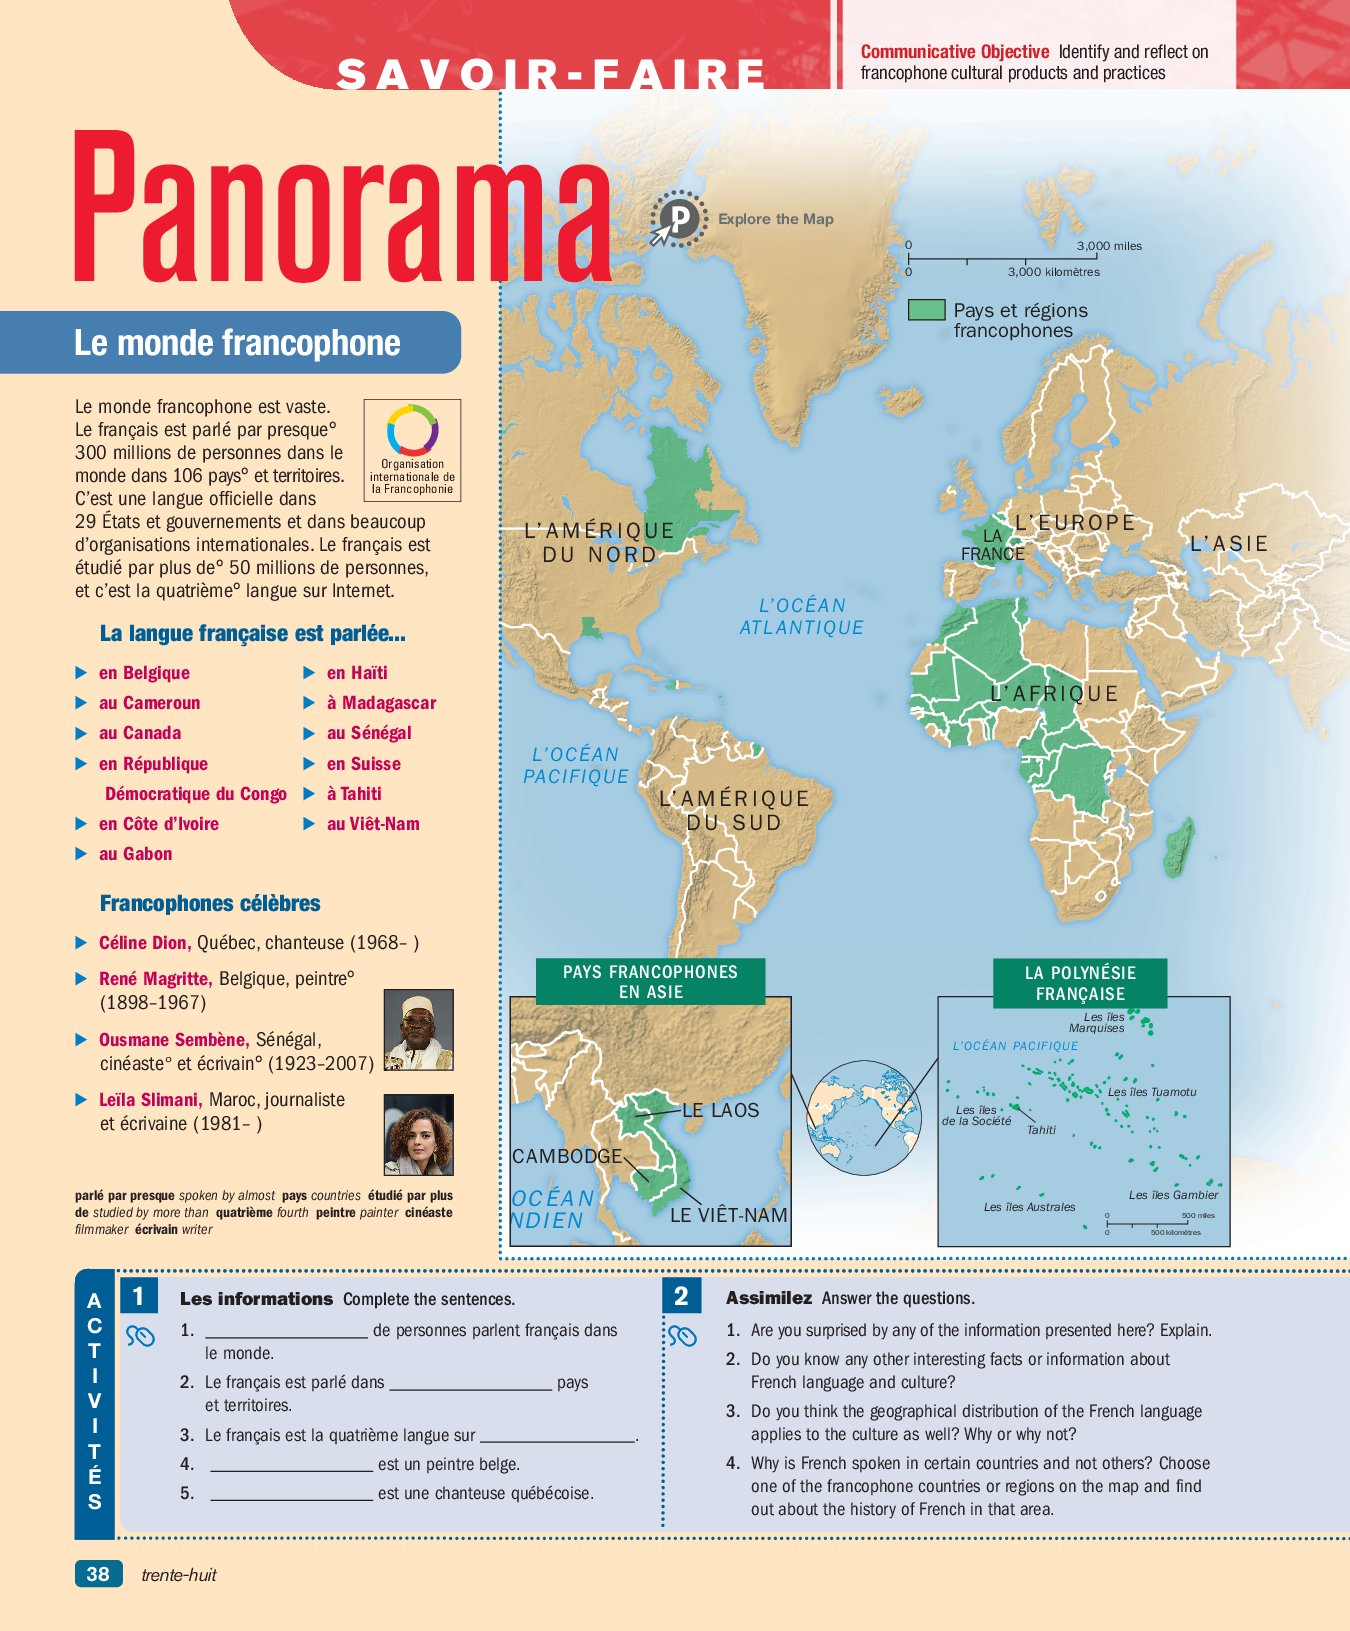 SAVOIR-FAIRE
Communicative Objective Identify and reflect on
francophone cultural products and practices
Panorama
Explore the Map
0 3,000 miles
0 3,000 kilomètres
Pays et régions
francophones
Le monde francophone
Le monde francophone est vaste.
Le français est parlé par presque°
300 millions de personnes dans le
monde dans 106 pays° et territoires.
C'est une langue officielle dans
29 États et gouvernements et dans beaucoup
d'organisations internationales. Le français est
étudié par plus de° 50 millions de personnes,
et c'est la quatrième° langue sur Internet.
Organisation
internationale de
la Francophonie
La langue française est parlée...
en Belgique
au Cameroun
au Canada
en République
Démocratique du Congo
en Côte d'Ivoire
au Gabon
en Haïti
à Madagascar
au Sénégal
en Suisse
à Tahiti
au Viêt-Nam
Francophones célèbres
Céline Dion, Québec, chanteuse (1968– )
René Magritte, Belgique, peintre°
(1898–1967)
Ousmane Sembène, Sénégal,
cinéaste° et écrivain° (1923–2007)
Leïla Slimani, Maroc, journaliste
et écrivaine (1981– )
parlé par presque spoken by almost pays countries étudié par plus
de studied by more than quatrième fourth peintre painter cinéaste
filmmaker écrivain writer
L'AMÉRIQUE
DU NORD
LA
FRANCE
L'EUROPE
L'ASIE
L'OCÉAN
ATLANTIQUE
L'AFRIQUE
L'OCÉAN
PACIFIQUE
L'AMÉRIQUE
DU SUD
PAYS FRANCOPHONES
EN ASIE
LE LAOS
CAMBODGE
OCÉAN
NDIEN
LE VIÊT-NAM
LA POLYNÉSIE
FRANÇAISE
Les îles
Marquises
L'OCÉAN PACIFIQUE
Les îles Tuamotu
Les îles
de la Société
Tahiti
Les îles Gambier
Les îles Australes
0 500 miles
0 500 kilomètres
ACTIVITÉS
1 Les informations Complete the sentences.
1. ____ de personnes parlent français dans
le monde.
2. Le français est parlé dans ____ pays
et territoires.
3. Le français est la quatrième langue sur ____.
4. ____ est un peintre belge.
5. ____ est une chanteuse québécoise.
2 Assimilez Answer the questions.
1. Are you surprised by any of the information presented here? Explain.
2. Do you know any other interesting facts or information about
French language and culture?
3. Do you think the geographical distribution of the French language
applies to the culture as well? Why or why not?
4. Why is French spoken in certain countries and not others? Choose
one of the francophone countries or regions on the map and find
out about the history of French in that area.
38 trente-huit